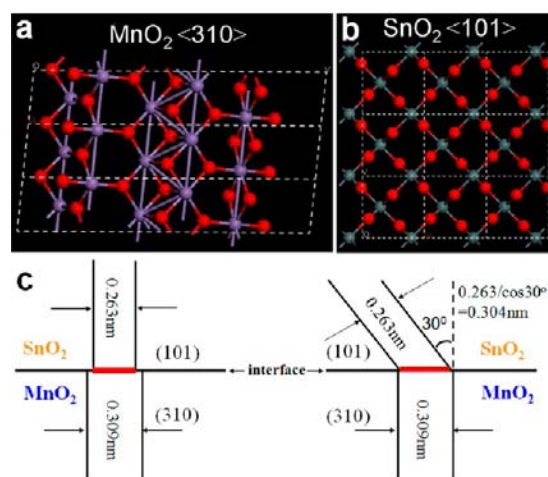 a
MnO₂ <310>
b
SnO₂ <101>
c
0.263nm
SnO₂
(101)
MnO₂
(310)
0.309nm
interface
0.263nm
30°
0.263/cos30°
=0.304nm
(101)
SnO₂
(310)
MnO₂
0.309nm